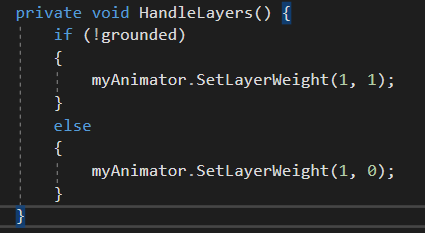 private void HandleLayers() {
    if (!grounded)
    {
        myAnimator.SetLayerWeight(1, 1);
    }
    else
    {
        myAnimator.SetLayerWeight(1, 0);
    }
}